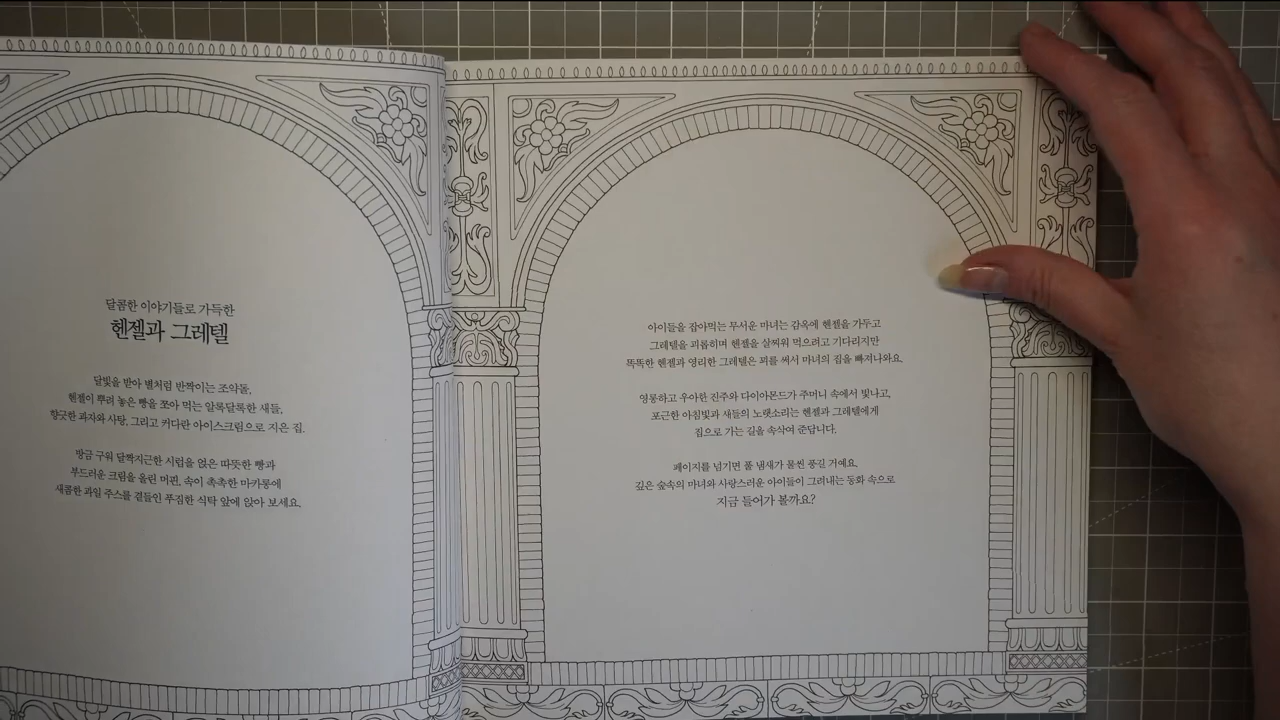 달콤한 이야기들로 가득한
헨젤과 그레텔
달빛을 받아 별처럼 반짝이는 조약돌,
헨젤이 뿌려 놓은 빵을 쪼아 먹는 알록달록한 새들,
향긋한 과자와 사탕, 그리고 커다란 아이스크림으로 지은 집.
방금 구워 달짝지근한 시럽을 얹은 따뜻한 빵과
부드러운 크림을 올린 머핀, 속이 촉촉한 마카롱에
새콤한 과일 주스를 곁들인 푸짐한 식탁 앞에 앉아 보세요.
아이들을 잡아먹는 무서운 마녀는 감옥에 헨젤을 가두고
그레텔을 괴롭히며 헨젤을 살찌워 먹으려고 기다리지만
똑똑한 헨젤과 영리한 그레텔은 꾀를 써서 마녀의 집을 빠져나와요.
영롱하고 우아한 진주와 다이아몬드가 주머니 속에서 빛나고,
포근한 아침빛과 새들의 노랫소리는 헨젤과 그레텔에게
집으로 가는 길을 속삭여 준답니다.
페이지를 넘기면 풀 냄새가 물씬 풍길 거예요.
깊은 숲속의 마녀와 사랑스러운 아이들이 그려내는 동화 속으로
지금 들어가 볼까요?